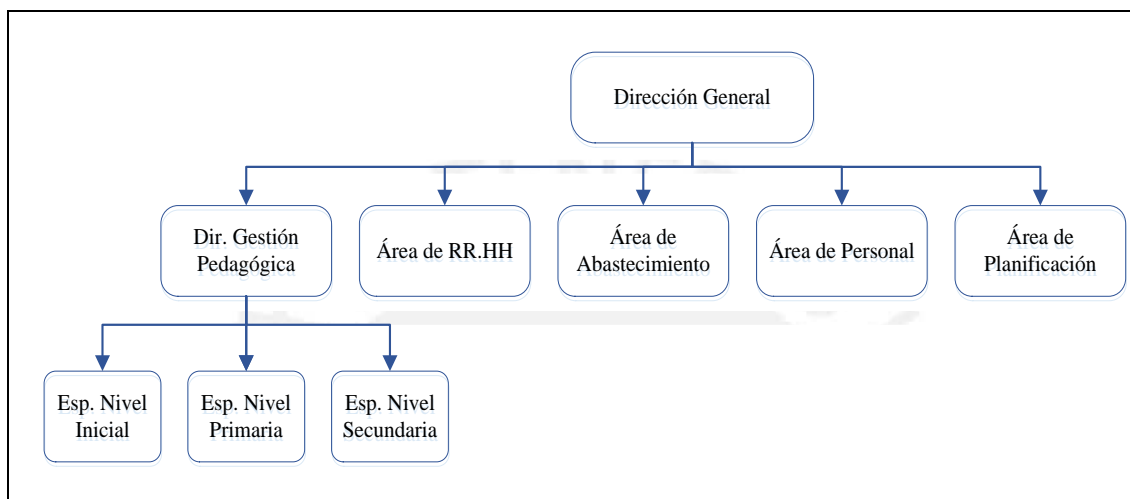 Dirección General
Dir. Gestión
Pedagógica
Área de RR.HH
Área de
Abastecimiento
Área de Personal
Área de
Planificación
Esp. Nivel
Inicial
Esp. Nivel
Primaria
Esp. Nivel
Secundaria